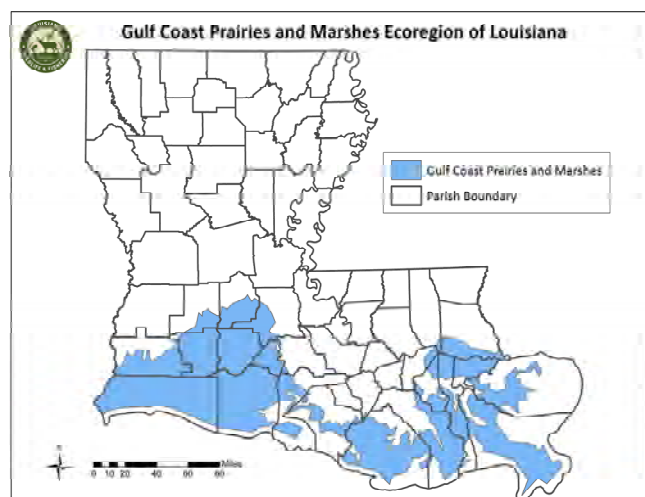 Gulf Coast Prairies and Marshes Ecoregion of Louisiana
Gulf Coast Prairies and Marshes
Parish Boundary
Miles
0 10 20 40 60 80